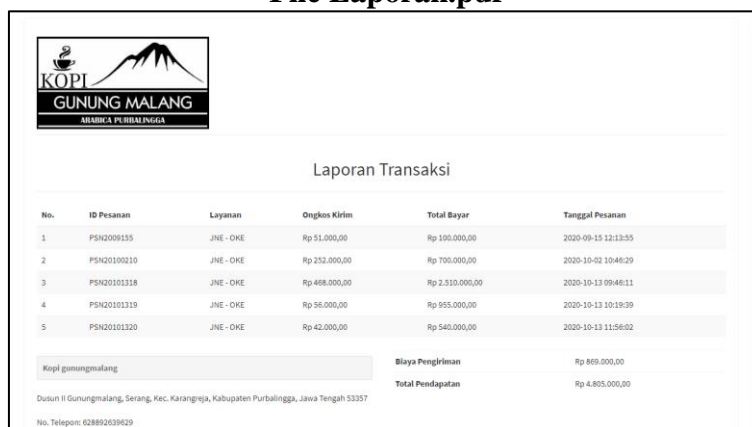 File Laporan.pdf
KOPI
GUNUNG MALANG
ARABICA PURBALINGGA
Laporan Transaksi
No. ID Pesanan Layanan Ongkos Kirim Total Bayar Tanggal Pesanan
1 PSN2009155 JNE - OKE Rp 51.000,00 Rp 100.000,00 2020-09-15 12:13:55
2 PSN20100210 JNE - OKE Rp 252.000,00 Rp 700.000,00 2020-10-02 10:46:29
3 PSN20101318 JNE - OKE Rp 468.000,00 Rp 2.510.000,00 2020-10-13 09:46:11
4 PSN20101319 JNE - OKE Rp 56.000,00 Rp 955.000,00 2020-10-13 10:19:39
5 PSN20101320 JNE - OKE Rp 42.000,00 Rp 540.000,00 2020-10-13 11:56:02
Kopi gunungmalang
Biaya Pengiriman Rp 869.000,00
Total Pendapatan Rp 4.805.000,00
Dusun II Gunungmalang, Serang, Kec. Karangreja, Kabupaten Purbalingga, Jawa Tengah 53357
No. Telepon: 628892639629